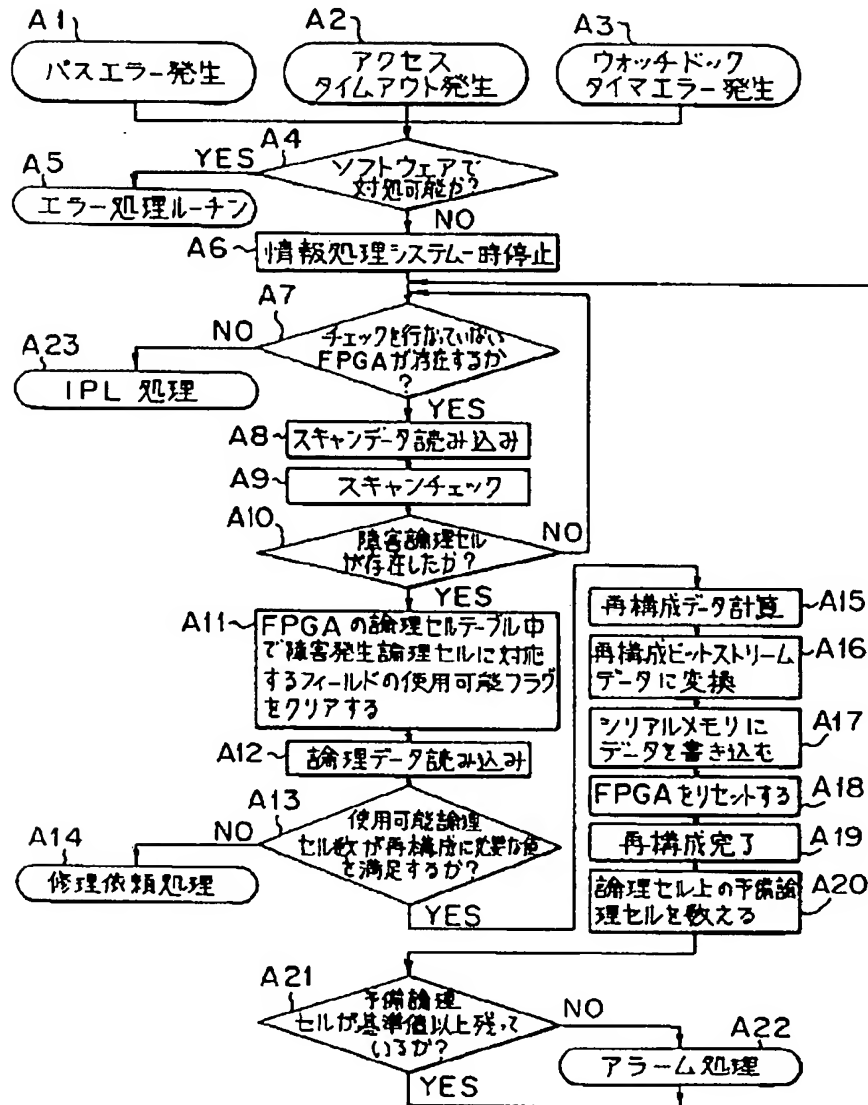 A1
バスエラー発生
A2
アクセス
タイムアウト発生
A3
ウォッチドック
タイマエラー発生
A4
ソフトウェアで
対処可能か?
YES
NO
A5
エラー処理ルーチン
A6
情報処理システム一時停止
A7
チェックを行なっていない
FPGAが存在するか
?
NO
YES
A23
IPL 処理
A8
スキャンデータ読み込み
A9
スキャンチェック
A10
障害論理セル
が存在したか?
NO
YES
A11
FPGAの論理セルテーブル中
で障害発生論理セルに対応
するフィールドの使用可能フラグ
をクリアする
A12
論理データ読み込み
A13
使用可能論理
セル数が再構成に必要な値
を満足するか?
NO
YES
A14
修理依頼処理
再構成データ計算
A15
再構成ビットストリーム
データに変換
A16
シリアルメモリに
データを書き込む
A17
FPGAをリセットする
A18
再構成完了
A19
論理セル上の予備論
理セルを数える
A20
A21
予備論理
セルが基準値以上残って
いるか?
NO
YES
A22
アラーム処理